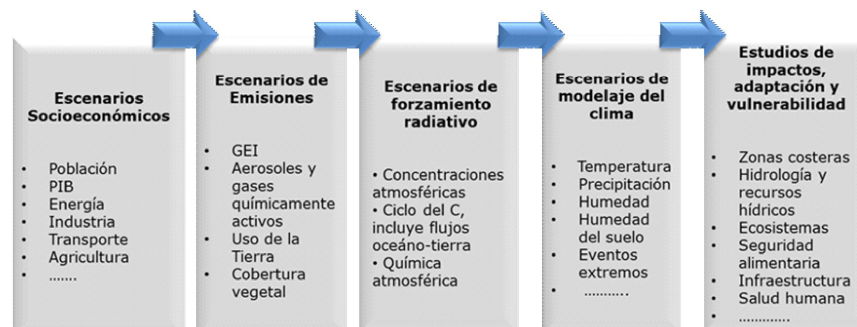 Escenarios
Socioeconómicos
• Población
• PIB
• Energía
• Industria
• Transporte
• Agricultura
• .......
Escenarios de
Emisiones
• GEI
• Aerosoles y
gases
químicamente
activos
• Uso de la
Tierra
• Cobertura
vegetal
Escenarios de
forzamiento
radiativo
• Concentraciones
atmosféricas
• Ciclo del C,
incluye flujos
oceáno-tierra
• Química
atmosférica
Escenarios de
modelaje del
clima
• Temperatura
• Precipitación
• Humedad
• Humedad
del suelo
• Eventos
extremos
• ...........
Estudios de
impactos,
adaptación y
vulnerabilidad
• Zonas costeras
• Hidrología y
recursos
hídricos
• Ecosistemas
• Seguridad
alimentaria
• Infraestructura
• Salud humana
• .............